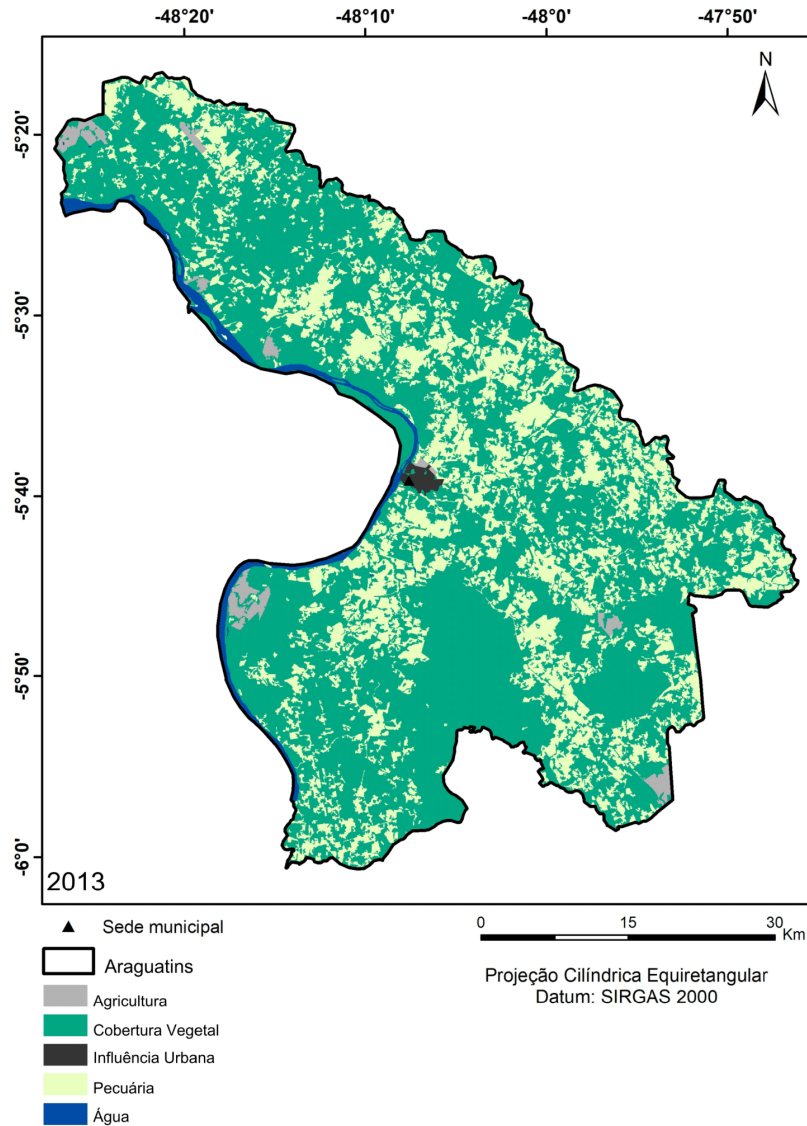 -48°20' -48°10' -48°0' -47°50'
N
-5°20'
-5°30'
-5°40'
-5°50'
-6°0'
2013
Sede municipal
Araguatins
Agricultura
Cobertura Vegetal
Influência Urbana
Pecuária
Água
0 15 30
Km
Projeção Cilíndrica Equiretangular
Datum: SIRGAS 2000